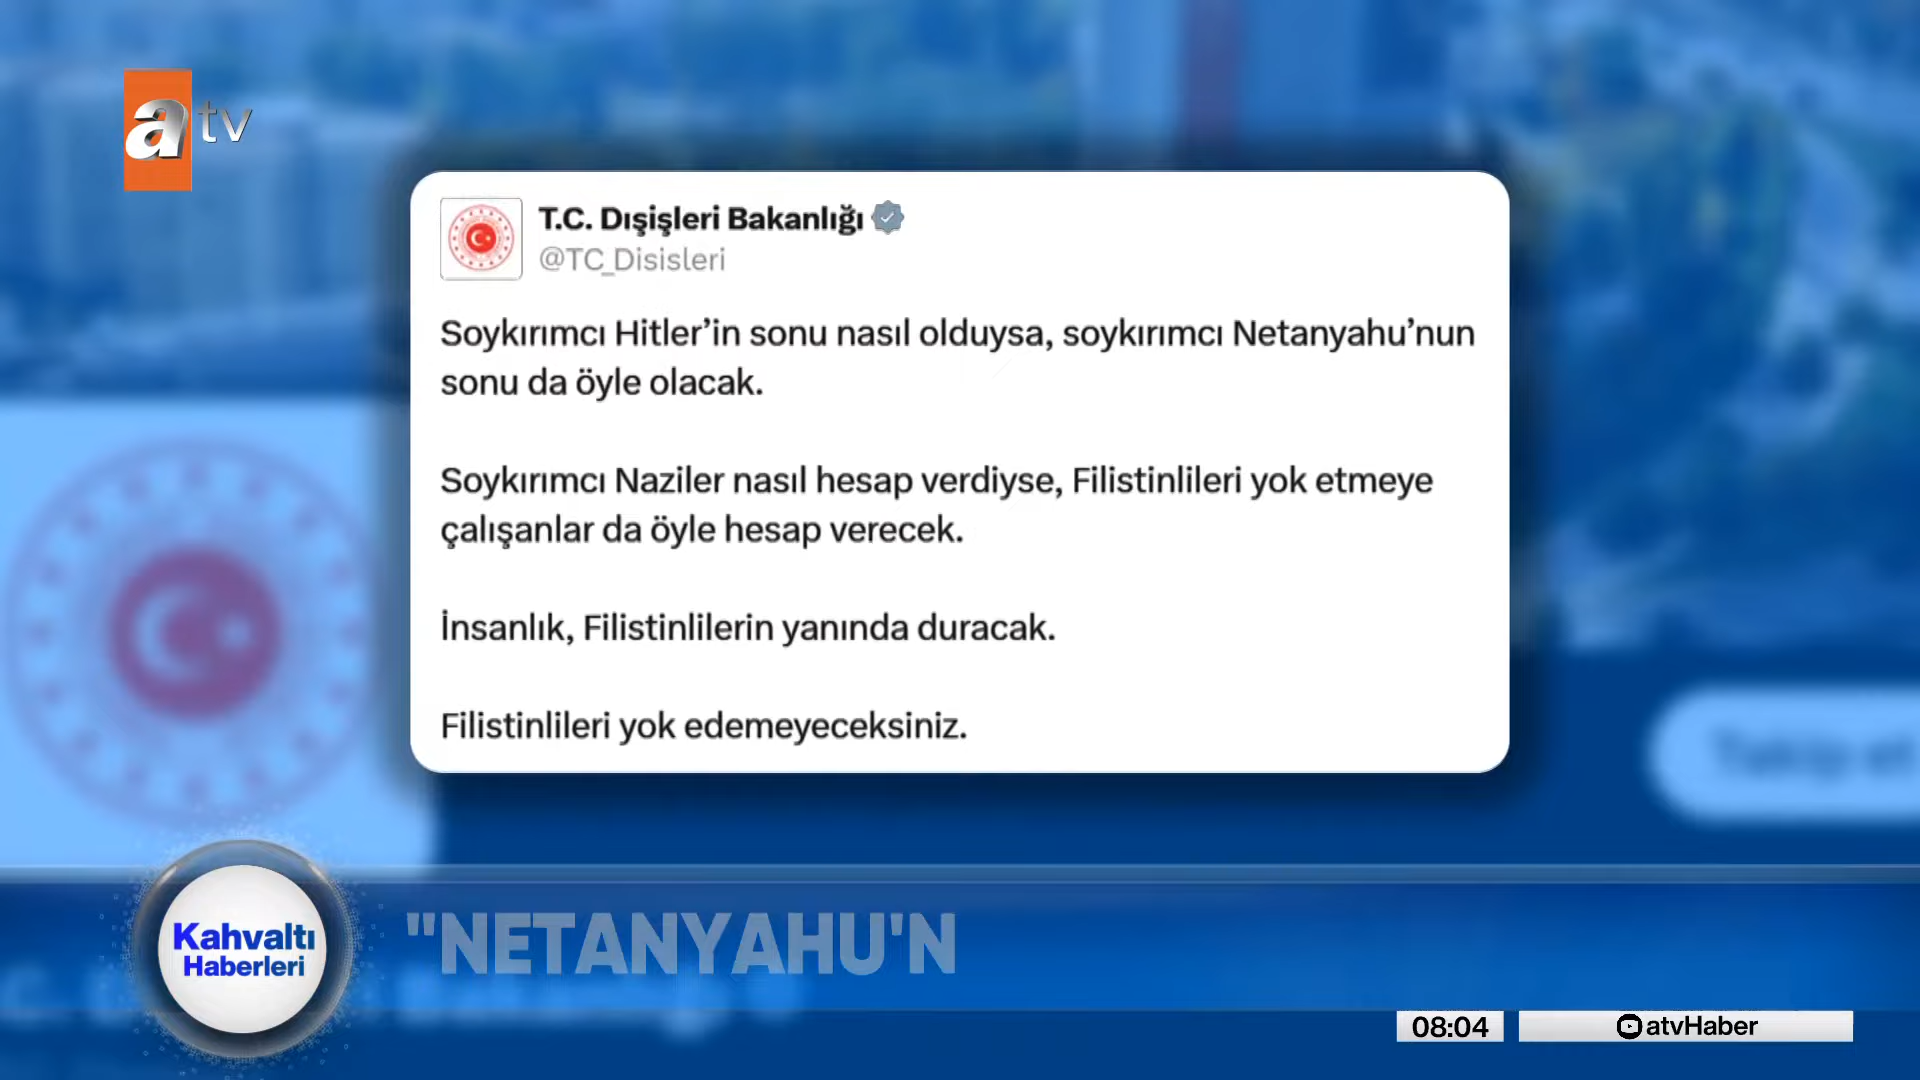 atv
T.C. Dışişleri Bakanlığı
@TC_Disisleri
Soykırımcı Hitler’in sonu nasıl olduysa, soykırımcı Netanyahu’nun
sonu da öyle olacak.
Soykırımcı Naziler nasıl hesap verdiyse, Filistinlileri yok etmeye
çalışanlar da öyle hesap verecek.
İnsanlık, Filistinlilerin yanında duracak.
Filistinlileri yok edemeyeceksiniz.
Takip et
Kahvaltı
Haberleri
"NETANYAHU'N
08:04
atvHaber